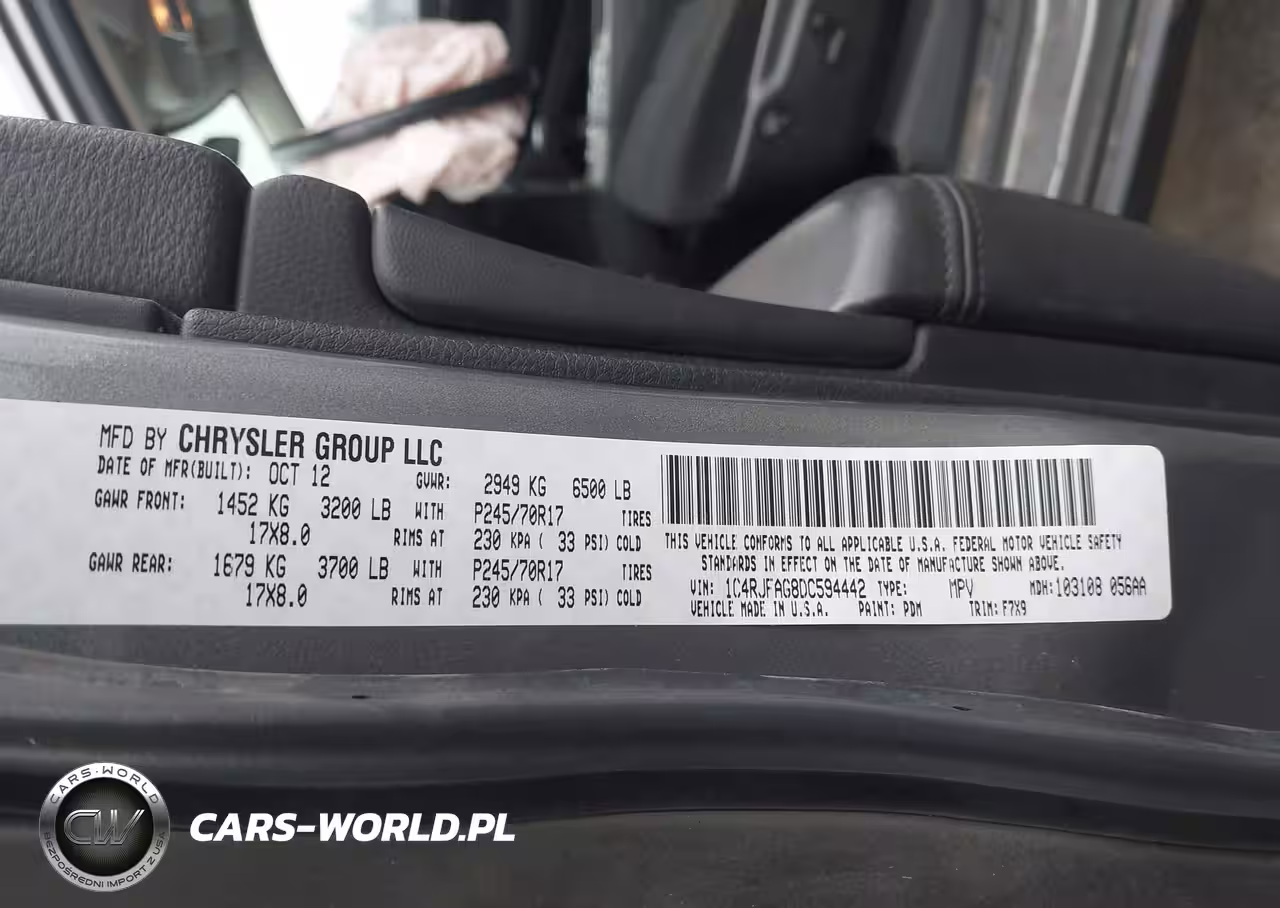 MFD BY CHRYSLER GROUP LLC
DATE OF MFR(BUILT): OCT 12 GVWR: 2949 KG 6500 LB
GAWR FRONT: 1452 KG 3200 LB WITH P245/70R17 TIRES
17X8.0 RIMS AT 230 KPA ( 33 PSI) COLD
GAWR REAR: 1679 KG 3700 LB WITH P245/70R17 TIRES
17X8.0 RIMS AT 230 KPA ( 33 PSI) COLD
THIS VEHICLE CONFORMS TO ALL APPLICABLE U.S.A. FEDERAL MOTOR VEHICLE SAFETY
STANDARDS IN EFFECT ON THE DATE OF MANUFACTURE SHOWN ABOVE.
VIN: 1C4RJFAG8DC594442 TYPE: MPV MDH: 103108 056AA
VEHICLE MADE IN U.S.A. PAINT: PDM TRIM: F7X9
CARS-WORLD
CW
BEZPOŚREDNI IMPORT Z USA
CARS-WORLD.PL